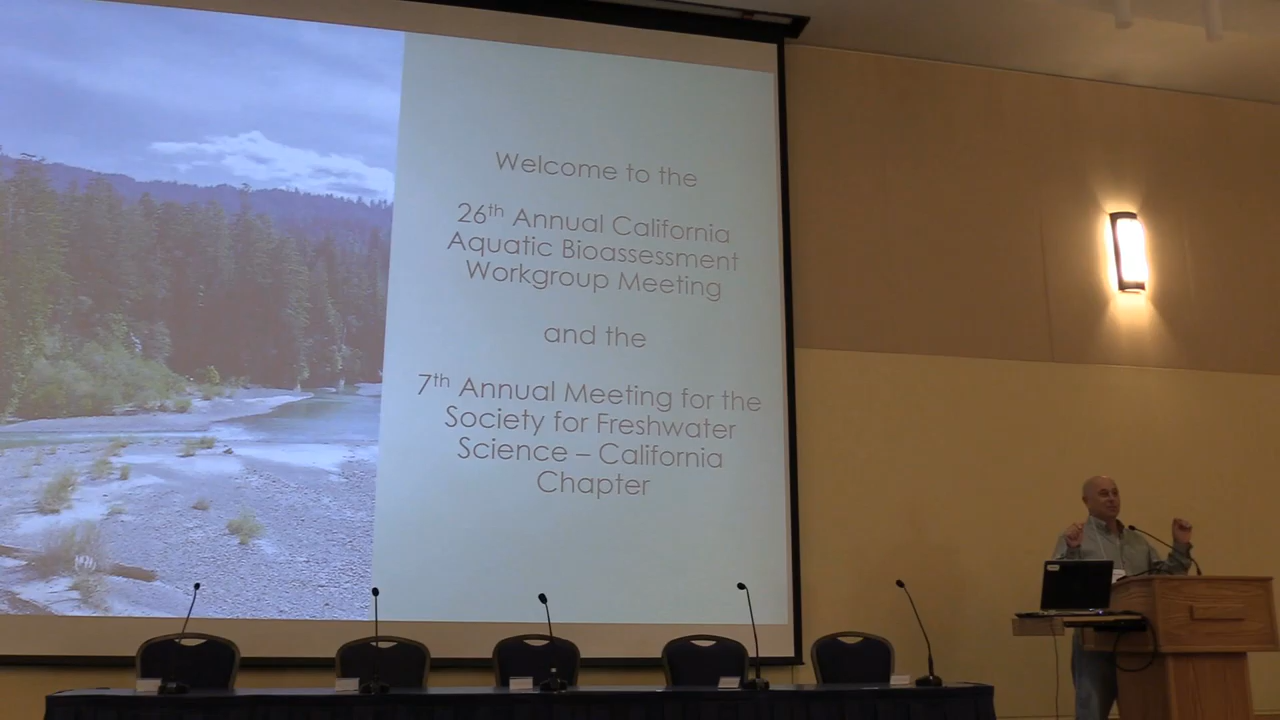 Welcome to the
26th Annual California
Aquatic Bioassessment
Workgroup Meeting
and the
7th Annual Meeting for the
Society for Freshwater
Science – California
Chapter